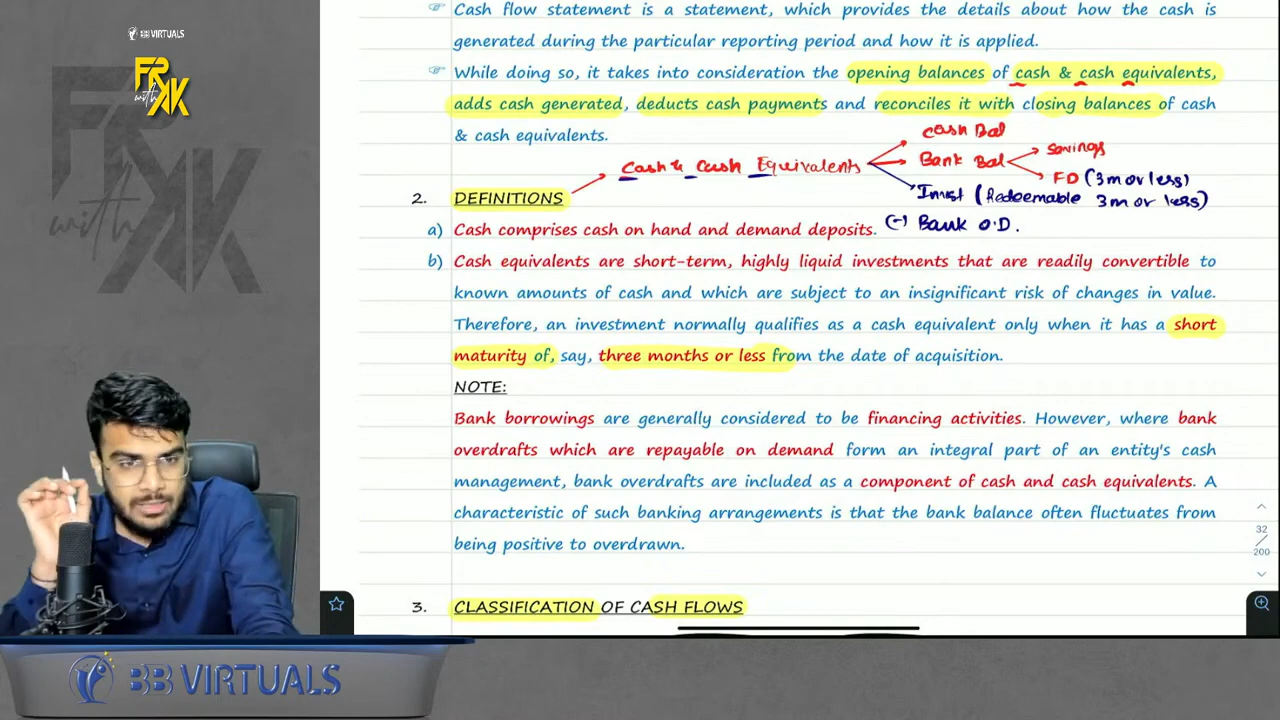 BB VIRTUALS
FR
with
AK
FR
with
AK
☞ Cash flow statement is a statement, which provides the details about how the cash is
generated during the particular reporting period and how it is applied.
☞ While doing so, it takes into consideration the opening balances of cash & cash equivalents,
adds cash generated, deducts cash payments and reconciles it with closing balances of cash
& cash equivalents.
Cash Bal
Cash & Cash Equivalents
Bank Bal
Savings
FD (3m or less)
2. DEFINITIONS
Invst (Redeemable 3m or less)
a) Cash comprises cash on hand and demand deposits.
(-) Bank O.D.
b) Cash equivalents are short-term, highly liquid investments that are readily convertible to
known amounts of cash and which are subject to an insignificant risk of changes in value.
Therefore, an investment normally qualifies as a cash equivalent only when it has a short
maturity of, say, three months or less from the date of acquisition.
NOTE:
Bank borrowings are generally considered to be financing activities. However, where bank
overdrafts which are repayable on demand form an integral part of an entity's cash
management, bank overdrafts are included as a component of cash and cash equivalents. A
characteristic of such banking arrangements is that the bank balance often fluctuates from
being positive to overdrawn.
32
/
200
3. CLASSIFICATION OF CASH FLOWS
BB VIRTUALS